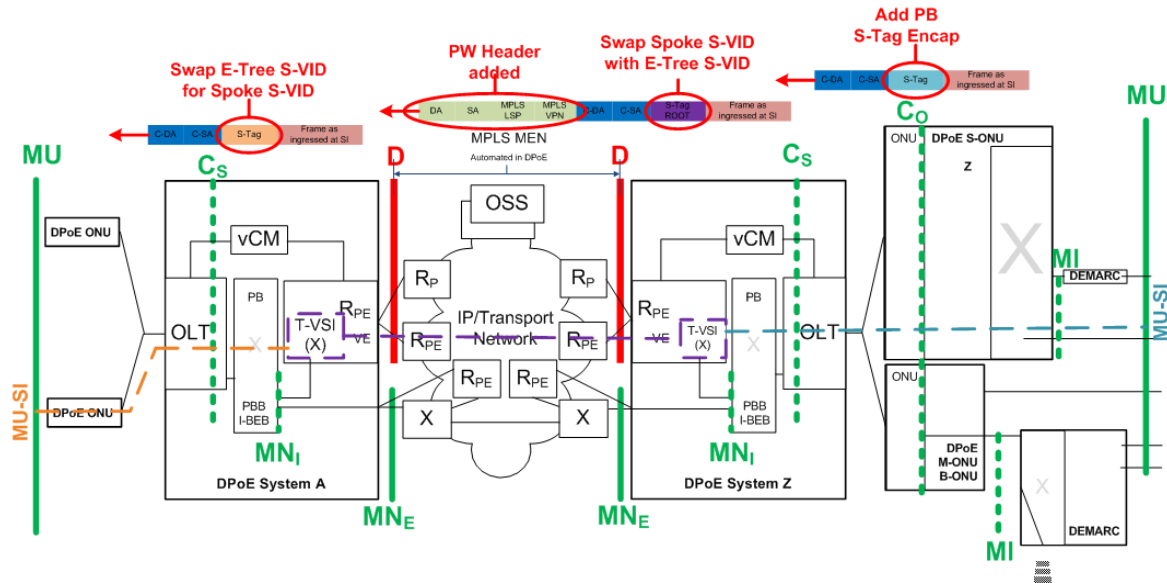 Add PB
S-Tag Encap
Swap Spoke S-VID
with E-Tree S-VID
PW Header
added
Swap E-Tree S-VID
for Spoke S-VID
C-DA C-SA S-Tag Frame as ingressed at SI
DA SA MPLS LSP MPLS VPN C-DA C-SA S-Tag ROOT Frame as ingressed at SI
C-DA C-SA S-Tag Frame as ingressed at SI
MPLS MEN
Automated in DPoE
MU
CS
D
D
CS
CO
MU
ONU
DPoE S-ONU
Z
X
DPoE ONU
vCM
OSS
vCM
MI
DEMARC
PB
RP
RP
PB
OLT
X
T-VSI
(X)
RPE
VE
RPE
IP/Transport
Network
RPE
RPE
VE
T-VSI
(X)
X
OLT
MU-SI
MU-SI
DPoE ONU
RPE
RPE
ONU
PBB
I-BEB
X
X
PBB
I-BEB
MNI
MNI
DPoE
M-ONU
B-ONU
X
DPoE System A
DPoE System Z
MNE
MNE
DEMARC
MI